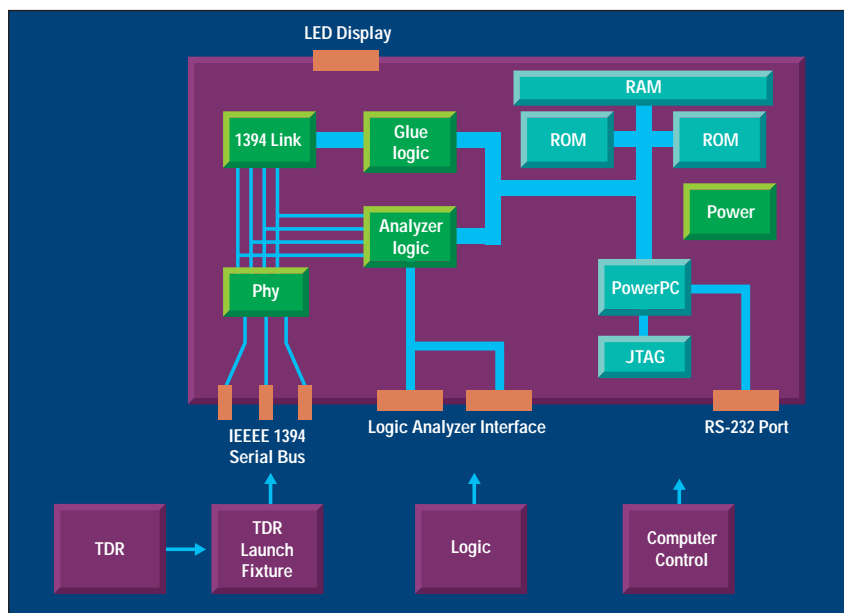 LED Display
RAM
1394 Link
Glue
logic
ROM
ROM
Power
Analyzer
logic
Phy
PowerPC
JTAG
IEEEE 1394
Serial Bus
Logic Analyzer Interface
RS-232 Port
TDR
TDR
Launch
Fixture
Logic
Computer
Control